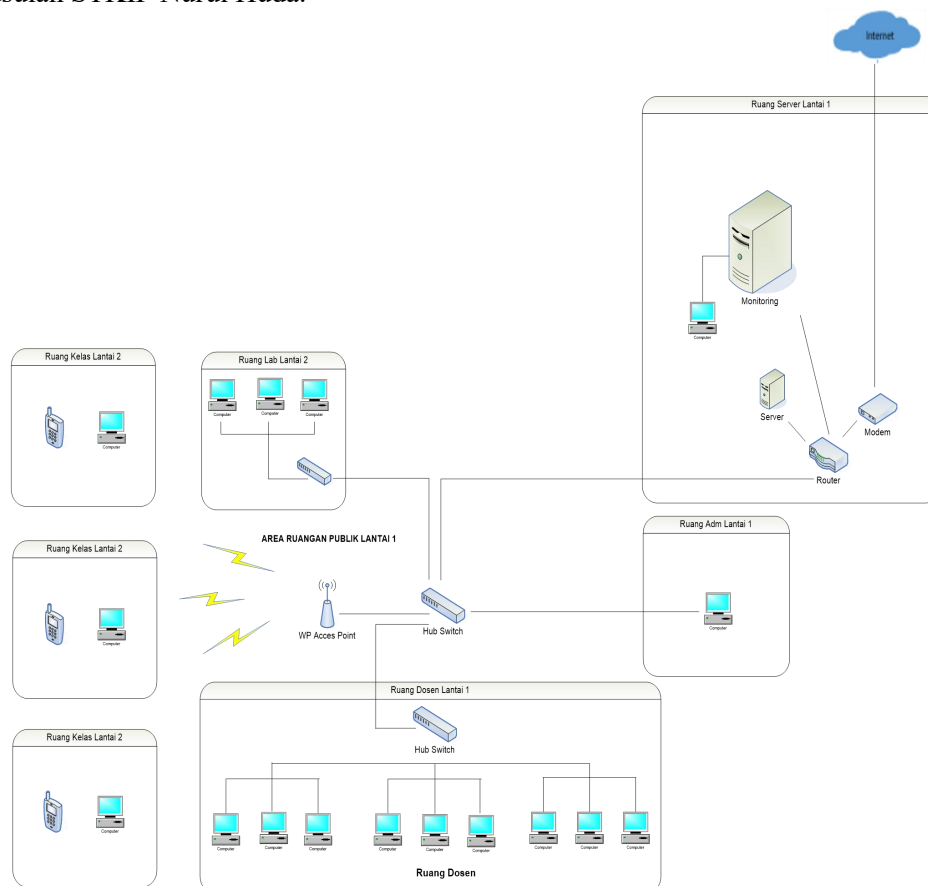 STKIP Nurul Huda.
Internet
Ruang Server Lantai 1
Monitoring
Computer
Server
Modem
Router
Ruang Kelas Lantai 2
Computer
Ruang Lab Lantai 2
Computer Computer Computer
Ruang Adm Lantai 1
Computer
AREA RUANGAN PUBLIK LANTAI 1
Ruang Kelas Lantai 2
Computer
WP Acces Point
Hub Switch
Ruang Dosen Lantai 1
Hub Switch
Computer Computer Computer Computer Computer Computer Computer Computer Computer
Ruang Dosen
Ruang Kelas Lantai 2
Computer